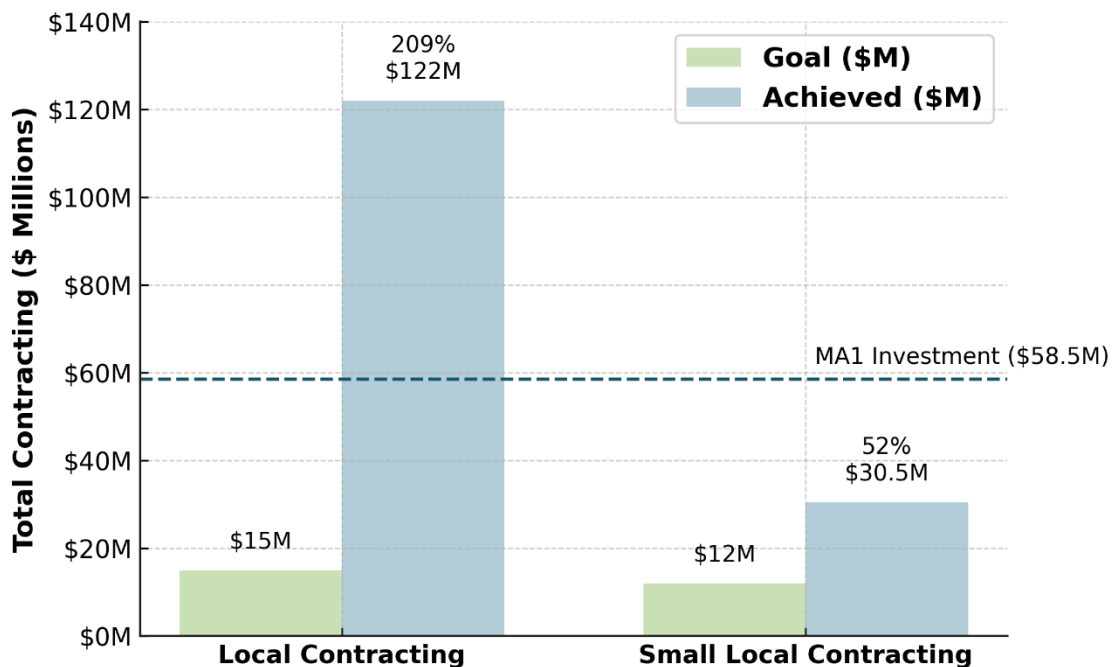 $140M
$120M
$100M
$80M
$60M
$40M
$20M
$0M
Total Contracting ($ Millions)
209%
$122M
Goal ($M)
Achieved ($M)
MA1 Investment ($58.5M)
52%
$30.5M
$15M
$12M
Local Contracting
Small Local Contracting